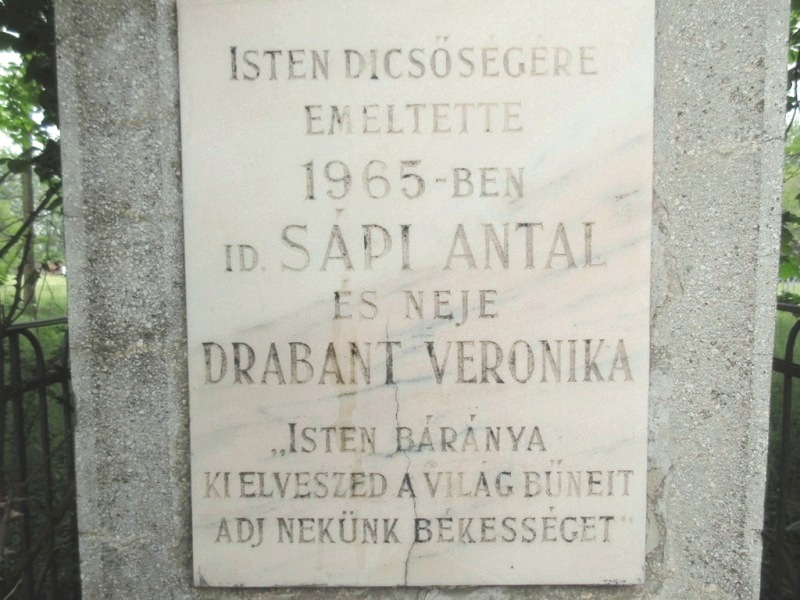 ISTEN DICSŐSÉGÉRE
EMELTETTE
1965-BEN
ID. SÁPI ANTAL
ÉS NEJE
DRABANT VERONIKA
„ISTEN BÁRÁNYA
KI ELVESZED A VILÁG BŰNEIT
ADJ NEKÜNK BÉKESSÉGET"